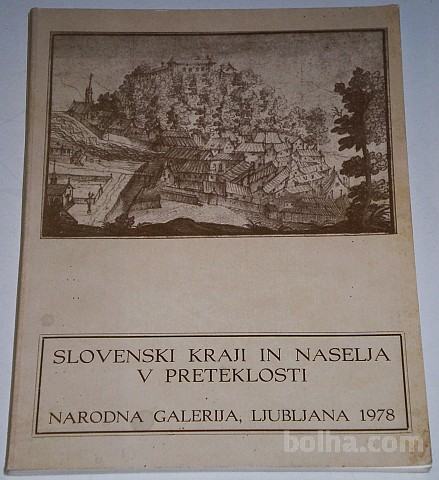 SLOVENSKI KRAJI IN NASELJA
V PRETEKLOSTI
NARODNA GALERIJA, LJUBLJANA 1978
bolha.com